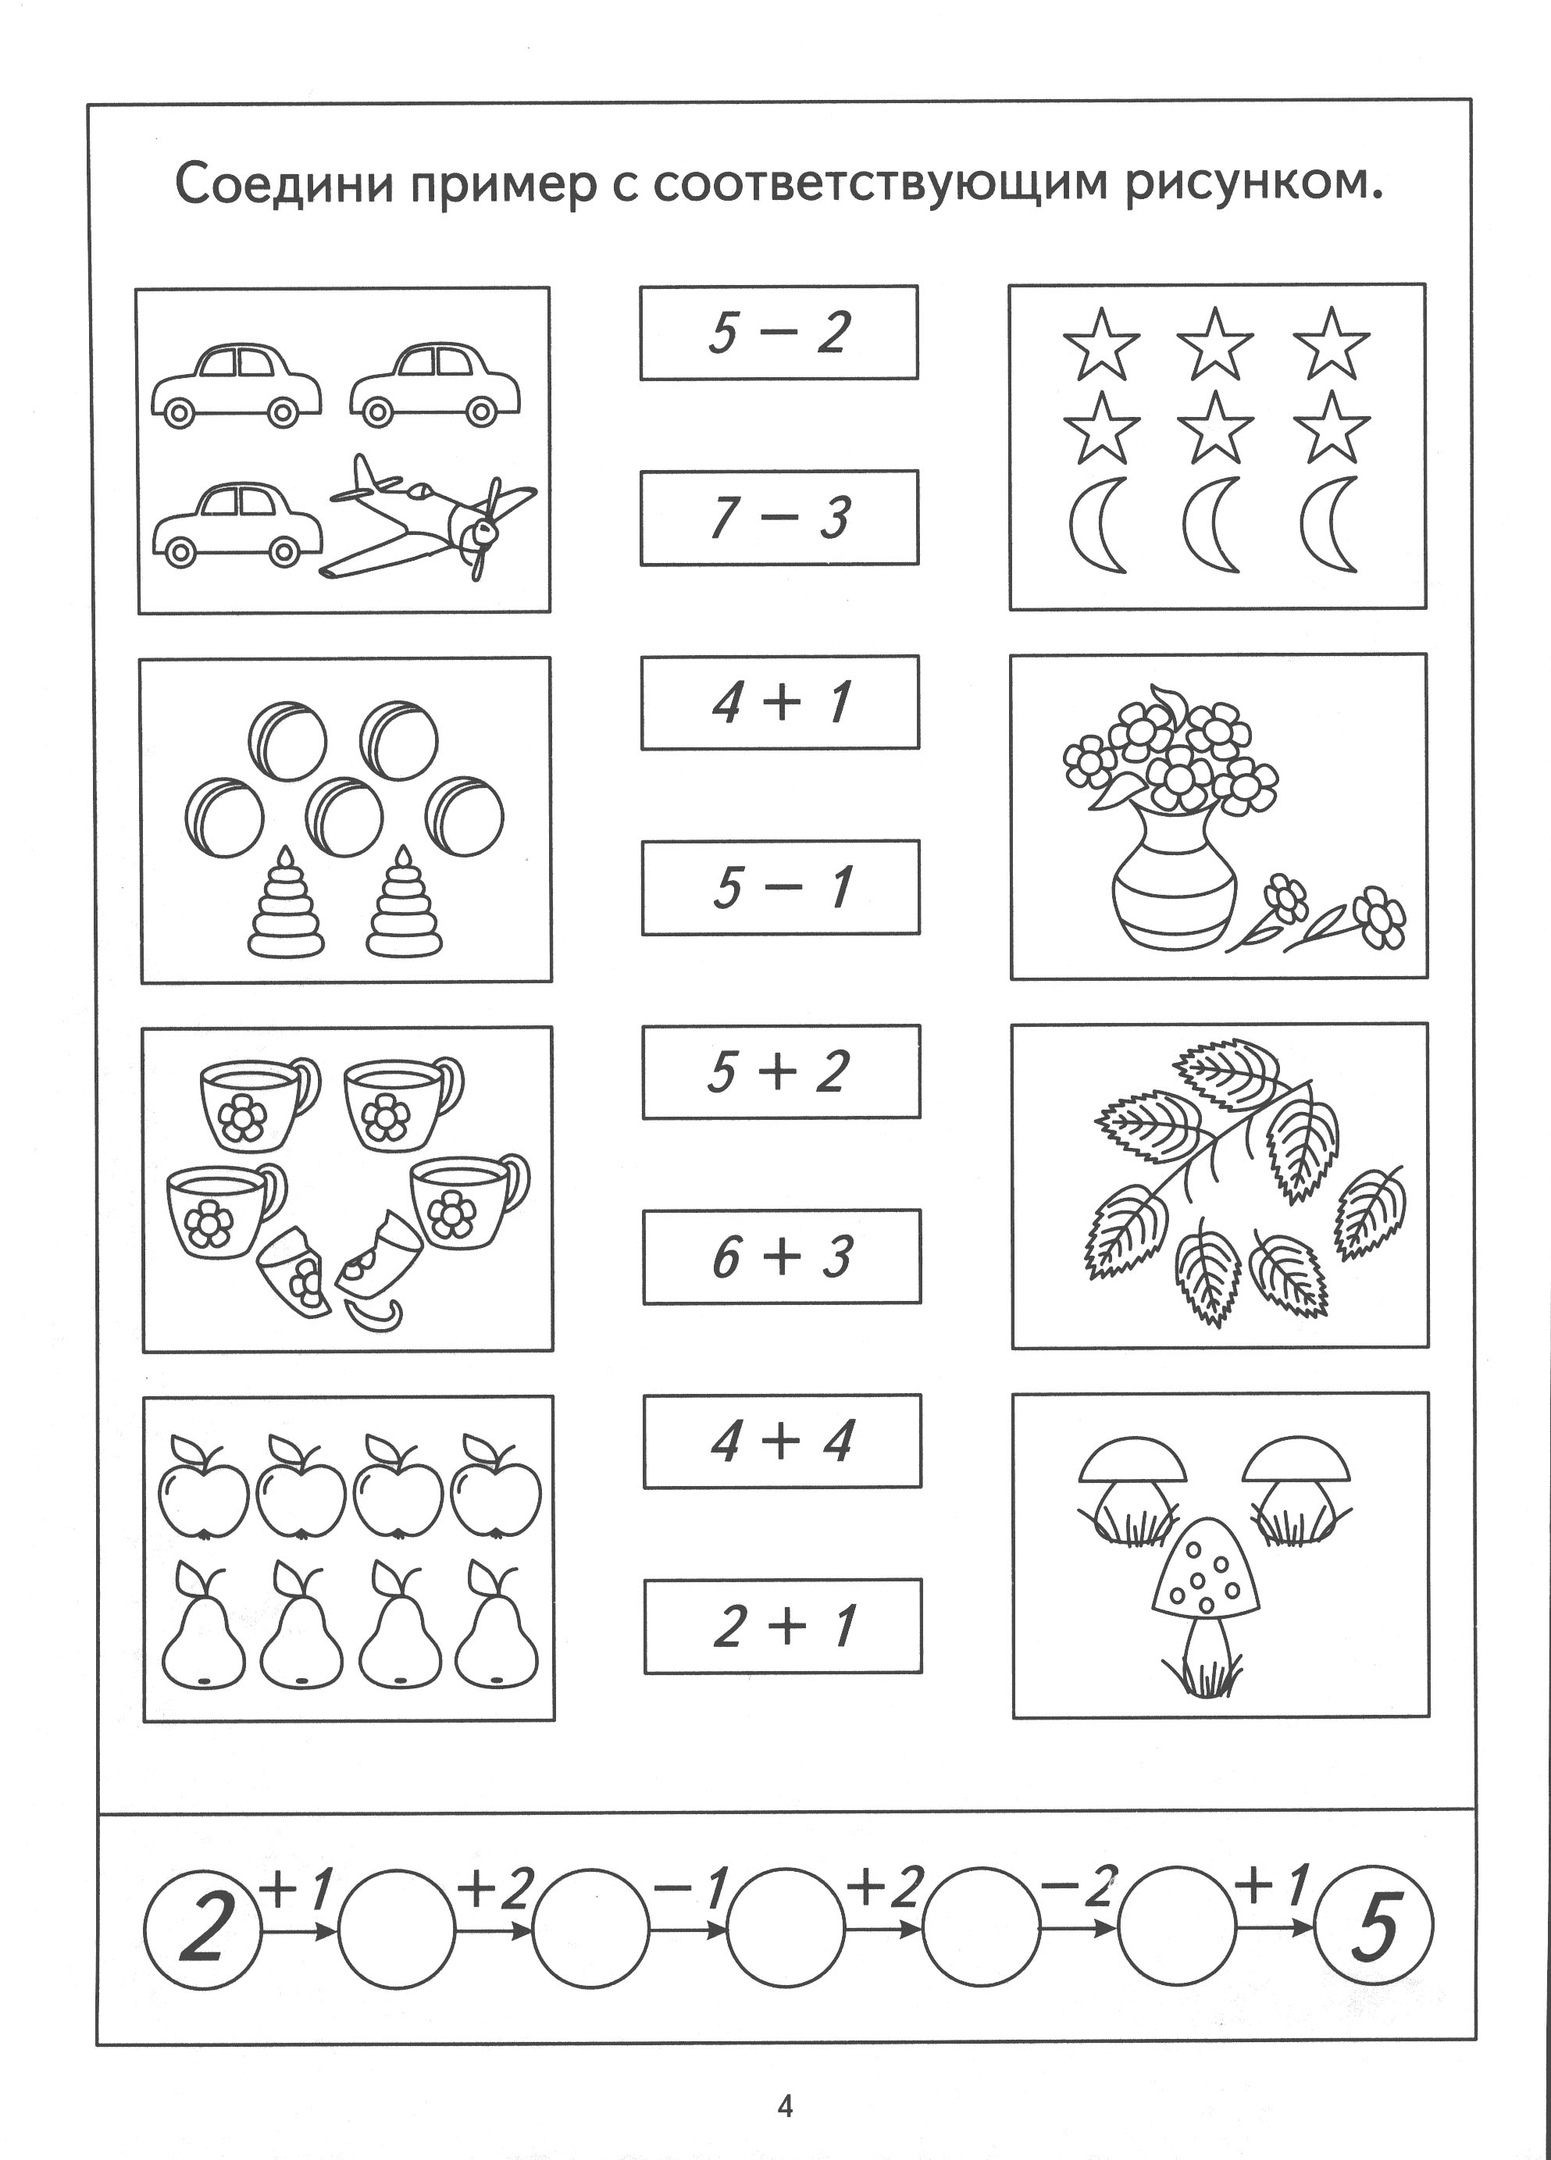 Соедини пример с соответствующим рисунком.
5 − 2
7 − 3
4 + 1
5 − 1
5 + 2
6 + 3
4 + 4
2 + 1
2 +1 +2 −1 +2 −2 +1 5
4